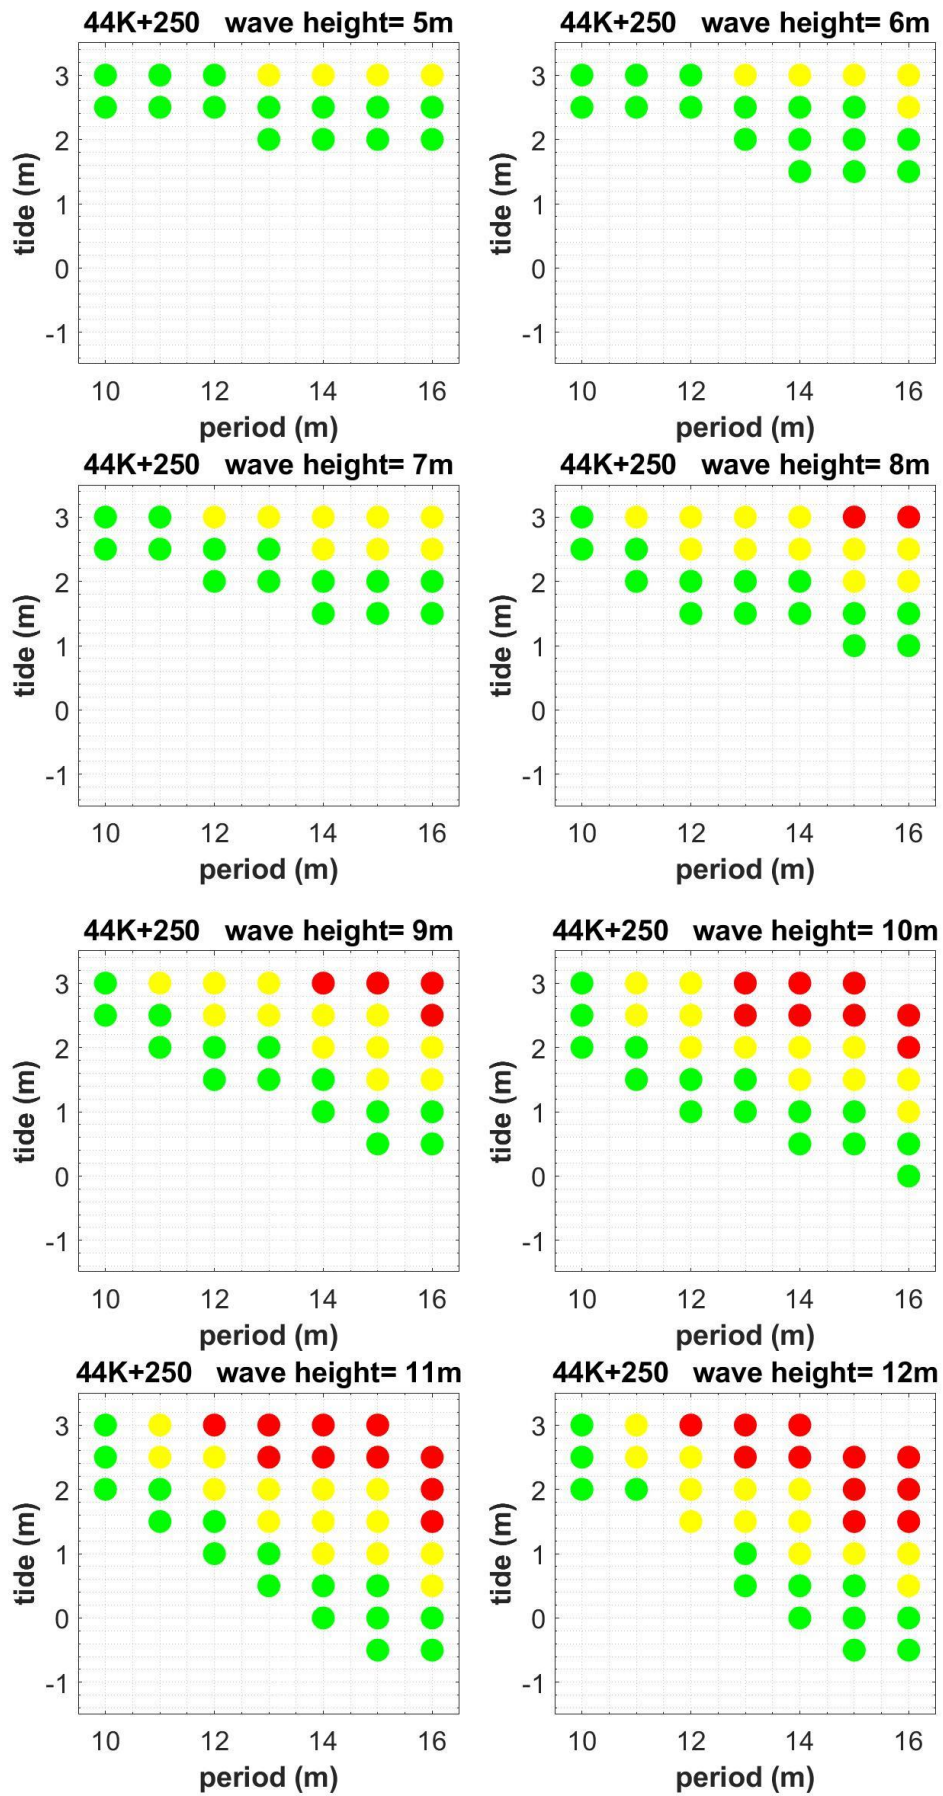 44K+250 wave height= 5m
3
2
1
0
-1
tide (m)
10 12 14 16
period (m)
44K+250 wave height= 6m
3
2
1
0
-1
tide (m)
10 12 14 16
period (m)
44K+250 wave height= 7m
3
2
1
0
-1
tide (m)
10 12 14 16
period (m)
44K+250 wave height= 8m
3
2
1
0
-1
tide (m)
10 12 14 16
period (m)
44K+250 wave height= 9m
3
2
1
0
-1
tide (m)
10 12 14 16
period (m)
44K+250 wave height= 10m
3
2
1
0
-1
tide (m)
10 12 14 16
period (m)
44K+250 wave height= 11m
3
2
1
0
-1
tide (m)
10 12 14 16
period (m)
44K+250 wave height= 12m
3
2
1
0
-1
tide (m)
10 12 14 16
period (m)